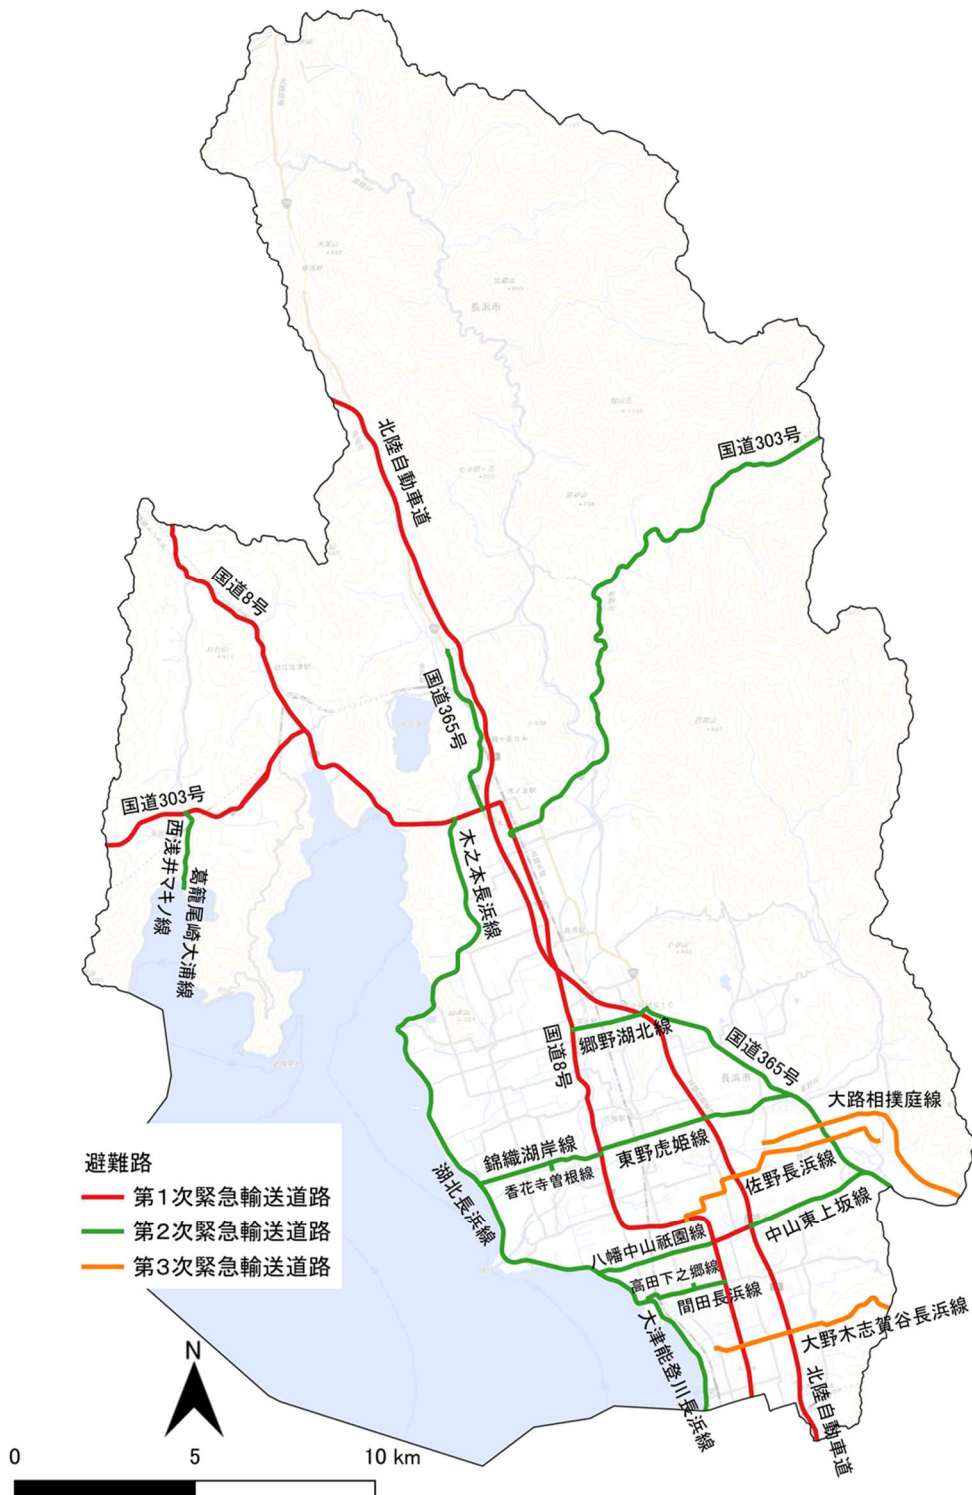 長浜市
国道303号
北陸自動車道
国道8号
国道365号
国道303号
西浅井マキノ線
葛籠尾崎大浦線
木之本長浜線
国道8号
郷野湖北線
国道365号
長浜市
大路相撲庭線
錦織湖岸線
東野虎姫線
香花寺曽根線
佐野長浜線
湖北長浜線
中山東上坂線
八幡中山祇園線
高田下之郷線
間田長浜線
大津能登川長浜線
大野木志賀谷長浜線
北陸自動車道
避難路
第1次緊急輸送道路
第2次緊急輸送道路
第3次緊急輸送道路
N
0 5 10 km